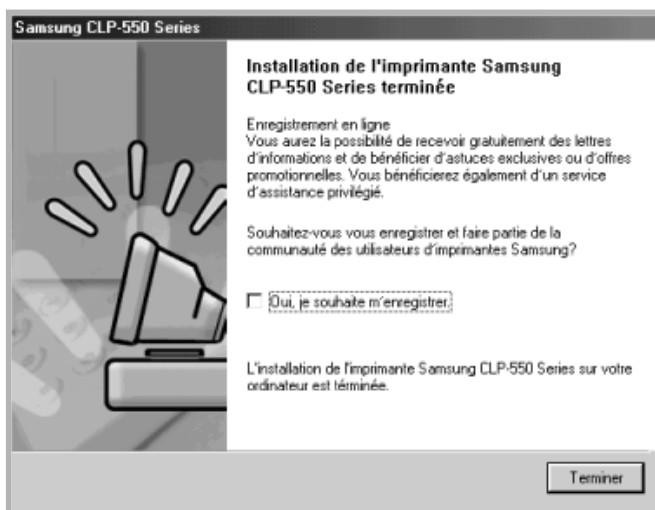 Samsung CLP-550 Series
Installation de l'imprimante Samsung
CLP-550 Series terminée
Enregistrement en ligne
Vous aurez la possibilité de recevoir gratuitement des lettres
d'informations et de bénéficier d'astuces exclusives ou d'offres
promotionnelles. Vous bénéficierez également d'un service
d'assistance privilégié.
Souhaitez-vous vous enregistrer et faire partie de la
communauté des utilisateurs d'imprimantes Samsung?
Oui, je souhaite m'enregistrer.
L'installation de l'imprimante Samsung CLP-550 Series sur votre
ordinateur est términée.
Terminer